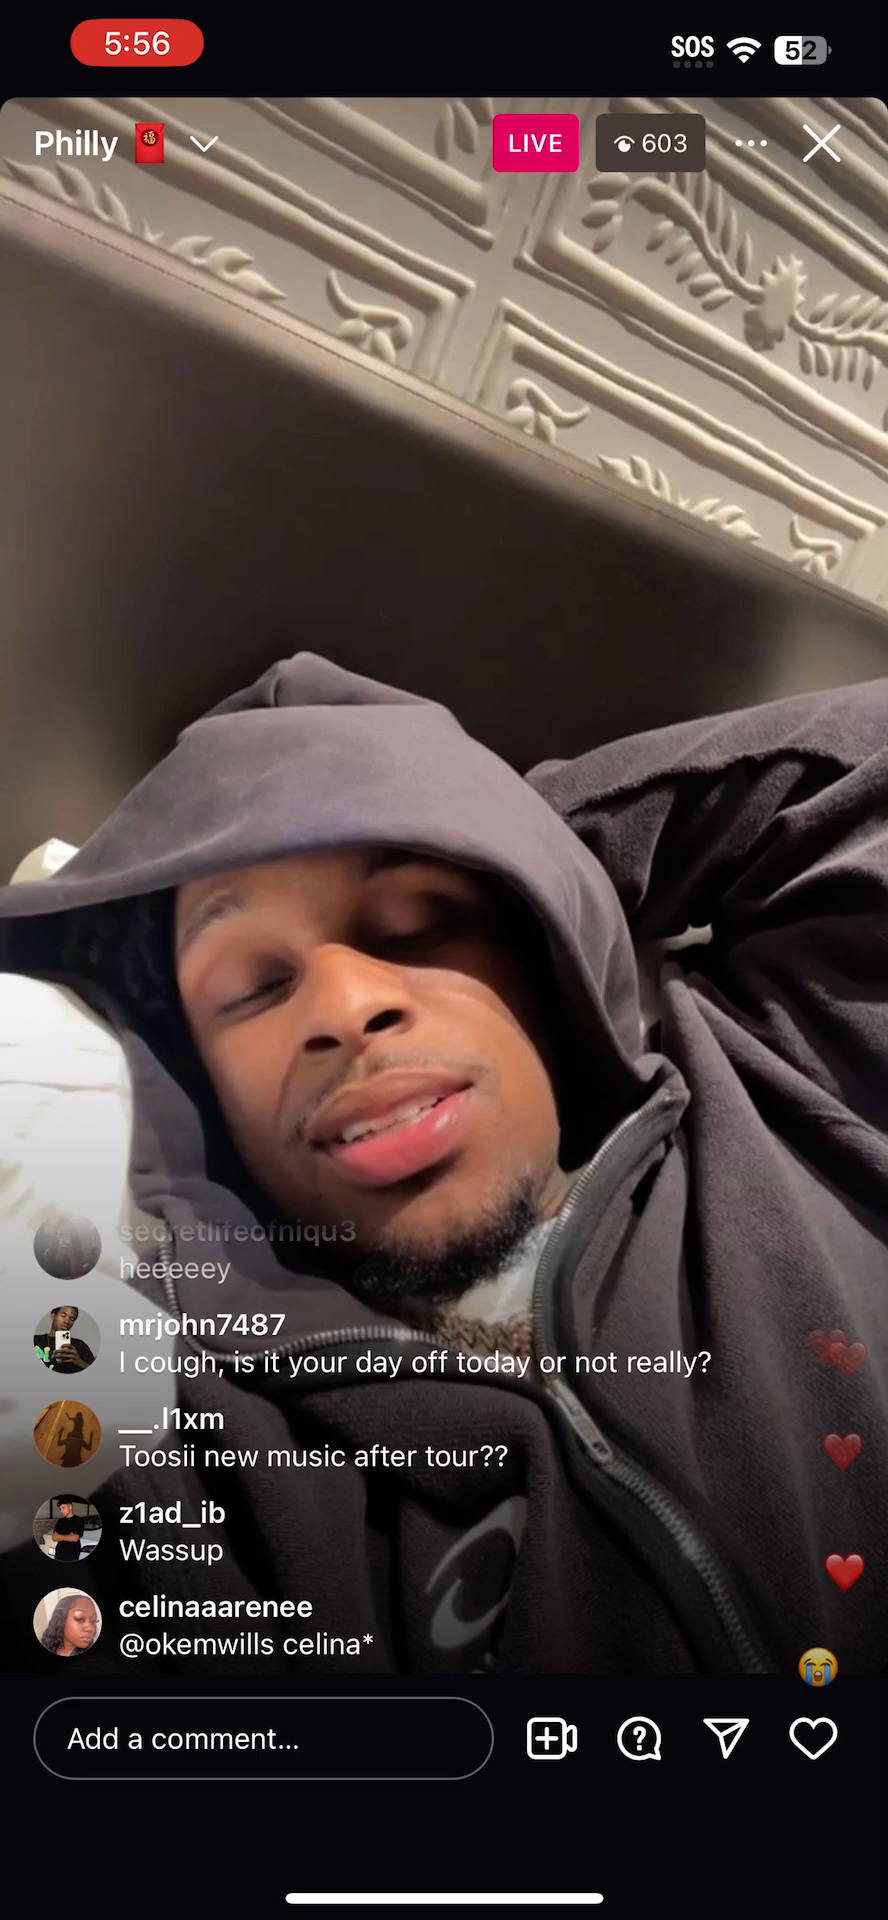 5:56
SOS
52
Philly 🧧
LIVE
603
福
secretlifeofniqu3
heeeeey
mrjohn7487
I cough, is it your day off today or not really?
__.l1xm
Toosii new music after tour??
z1ad_ib
Wassup
celinaaarenee
@okemwills celina*
Add a comment...